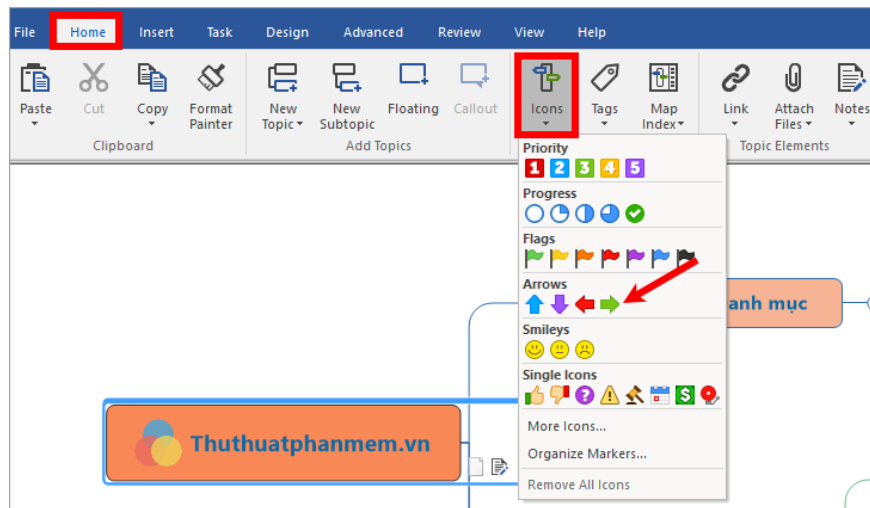 File Home Insert Task Design Advanced Review View Help
Paste Cut Copy Format Painter New Topic New Subtopic Floating Callout Icons Tags Map Index Link Attach Files Notes
Clipboard Add Topics Topic Elements
Priority
1 2 3 4 5
Progress
Flags
Arrows
anh mục
Smileys
Single Icons
? ! $
More Icons...
Thuthuatphanmem.vn
Organize Markers...
Remove All Icons